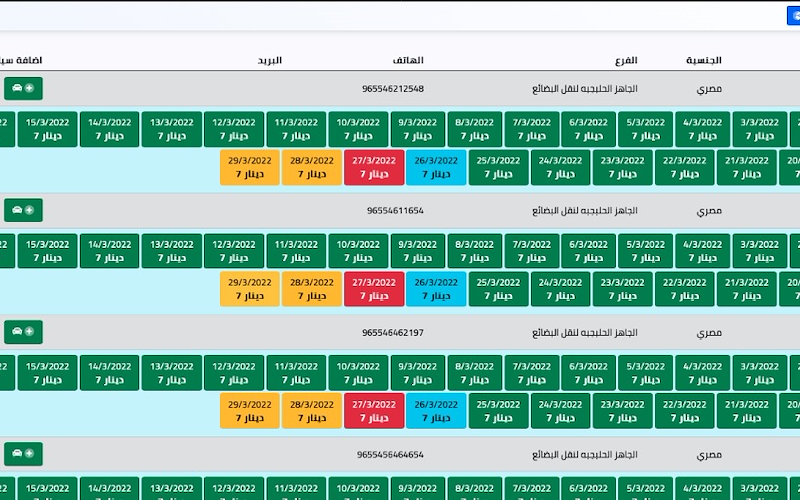 الجنسية الفرع الهاتف البريد اضافة
مصري الجاهز الحليجيه لنقل البضائع 965546212548
3/3/2022 4/3/2022 5/3/2022 6/3/2022 7/3/2022 8/3/2022 9/3/2022 10/3/2022 11/3/2022 12/3/2022 13/3/2022 14/3/2022 15/3/2022
دينار 7 دينار 7 دينار 7 دينار 7 دينار 7 دينار 7 دينار 7 دينار 7 دينار 7 دينار 7 دينار 7 دينار 7 دينار 7
21/3/2022 22/3/2022 23/3/2022 24/3/2022 25/3/2022 26/3/2022 27/3/2022 28/3/2022 29/3/2022
دينار 7 دينار 7 دينار 7 دينار 7 دينار 7 دينار 7 دينار 7 دينار 7 دينار 7
مصري الجاهز الحليجيه لنقل البضائع 96554611654
3/3/2022 4/3/2022 5/3/2022 6/3/2022 7/3/2022 8/3/2022 9/3/2022 10/3/2022 11/3/2022 12/3/2022 13/3/2022 14/3/2022 15/3/2022
دينار 7 دينار 7 دينار 7 دينار 7 دينار 7 دينار 7 دينار 7 دينار 7 دينار 7 دينار 7 دينار 7 دينار 7 دينار 7
21/3/2022 22/3/2022 23/3/2022 24/3/2022 25/3/2022 26/3/2022 27/3/2022 28/3/2022 29/3/2022
دينار 7 دينار 7 دينار 7 دينار 7 دينار 7 دينار 7 دينار 7 دينار 7 دينار 7
مصري الجاهز الحليجيه لنقل البضائع 965546462197
3/3/2022 4/3/2022 5/3/2022 6/3/2022 7/3/2022 8/3/2022 9/3/2022 10/3/2022 11/3/2022 12/3/2022 13/3/2022 14/3/2022 15/3/2022
دينار 7 دينار 7 دينار 7 دينار 7 دينار 7 دينار 7 دينار 7 دينار 7 دينار 7 دينار 7 دينار 7 دينار 7 دينار 7
21/3/2022 22/3/2022 23/3/2022 24/3/2022 25/3/2022 26/3/2022 27/3/2022 28/3/2022 29/3/2022
دينار 7 دينار 7 دينار 7 دينار 7 دينار 7 دينار 7 دينار 7 دينار 7 دينار 7
مصري الجاهز الحليجيه لنقل البضائع 9655456464654
3/3/2022 4/3/2022 5/3/2022 6/3/2022 7/3/2022 8/3/2022 9/3/2022 10/3/2022 11/3/2022 12/3/2022 13/3/2022 14/3/2022 15/3/2022